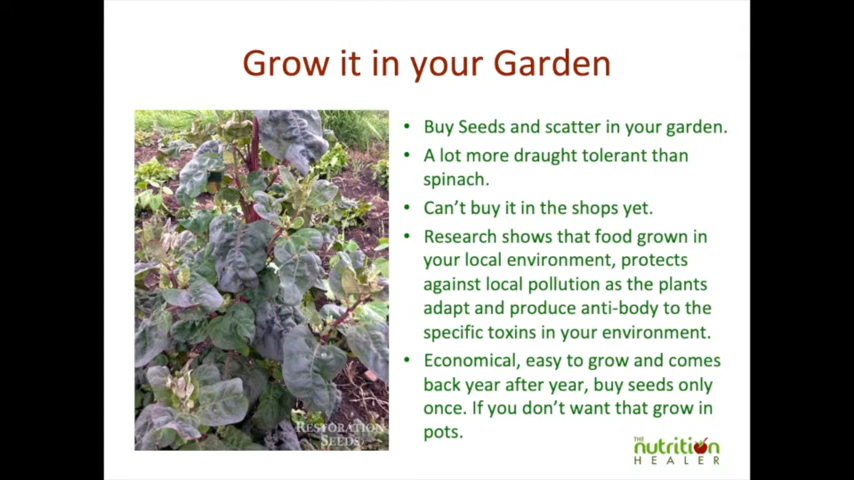 Grow it in your Garden
• Buy Seeds and scatter in your garden.
• A lot more draught tolerant than
spinach.
• Can't buy it in the shops yet.
• Research shows that food grown in
your local environment, protects
against local pollution as the plants
adapt and produce anti-body to the
specific toxins in your environment.
• Economical, easy to grow and comes
back year after year, buy seeds only
once. If you don't want that grow in
pots.
RESTORATION
SEEDS
THE
nutrition
HEALER